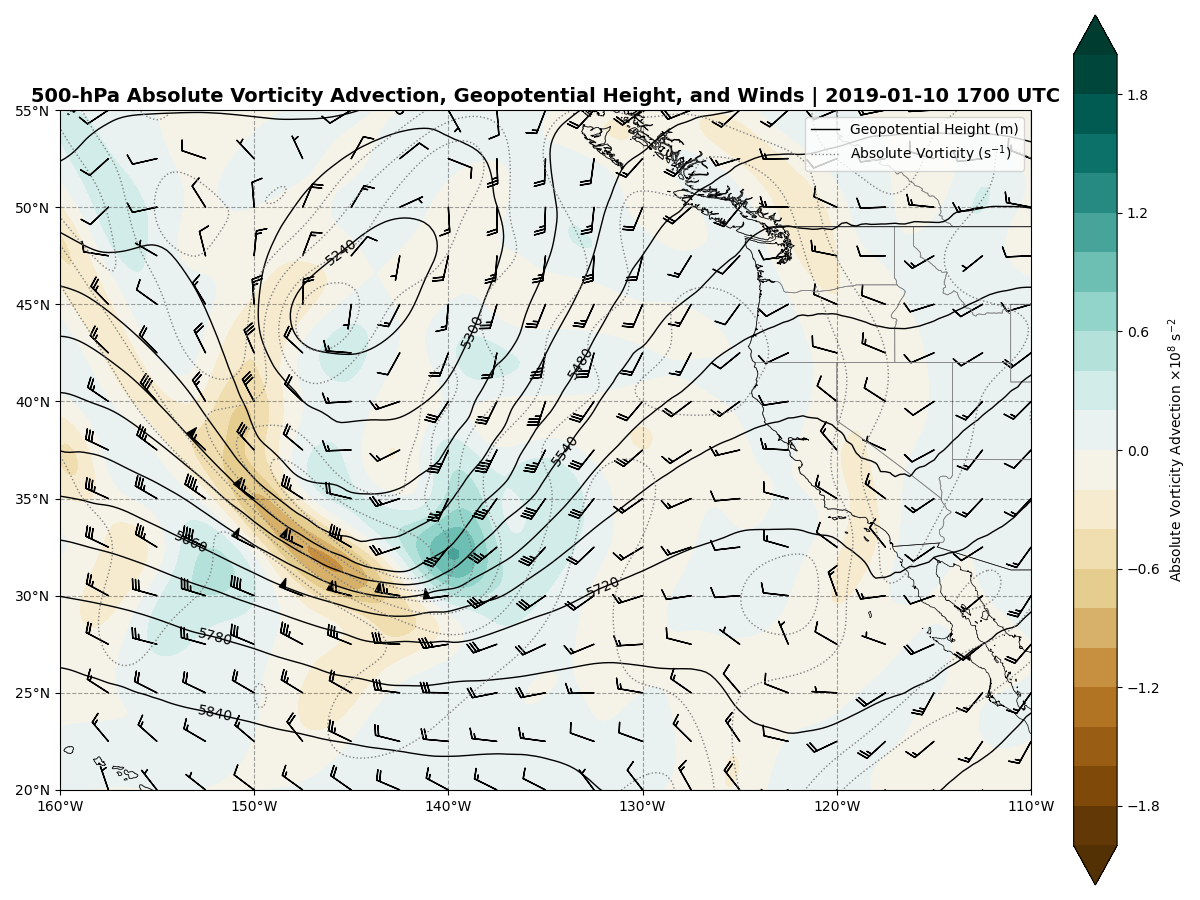 500-hPa Absolute Vorticity Advection, Geopotential Height, and Winds | 2019-01-10 1700 UTC
Geopotential Height (m)
Absolute Vorticity (s⁻¹)
55°N
50°N
45°N
40°N
35°N
30°N
25°N
20°N
160°W
150°W
140°W
130°W
120°W
110°W
5240
5300
5480
5540
5660
5720
5780
5840
1.8
1.2
0.6
0.0
−0.6
−1.2
−1.8
Absolute Vorticity Advection ×10⁸ s⁻²